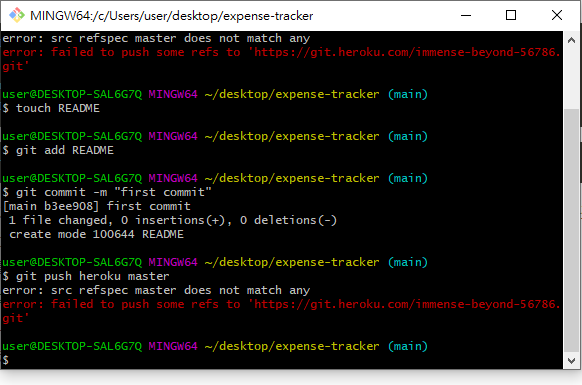 MINGW64:/c/Users/user/desktop/expense-tracker
error: src refspec master does not match any
error: failed to push some refs to 'https://git.heroku.com/immense-beyond-56786.
git'
user@DESKTOP-SAL6G7Q MINGW64 ~/desktop/expense-tracker (main)
$ touch README
user@DESKTOP-SAL6G7Q MINGW64 ~/desktop/expense-tracker (main)
$ git add README
user@DESKTOP-SAL6G7Q MINGW64 ~/desktop/expense-tracker (main)
$ git commit -m "first commit"
[main b3ee908] first commit
 1 file changed, 0 insertions(+), 0 deletions(-)
 create mode 100644 README
user@DESKTOP-SAL6G7Q MINGW64 ~/desktop/expense-tracker (main)
$ git push heroku master
error: src refspec master does not match any
error: failed to push some refs to 'https://git.heroku.com/immense-beyond-56786.
git'
user@DESKTOP-SAL6G7Q MINGW64 ~/desktop/expense-tracker (main)
$